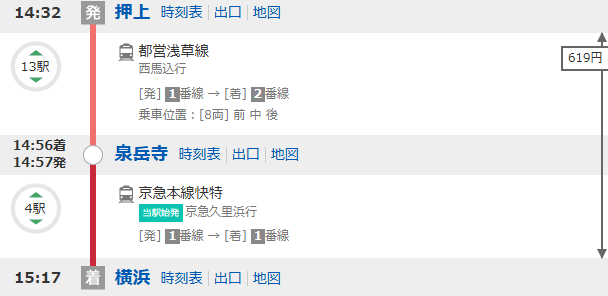 14:32 発 押上 時刻表 出口 地図
13駅
都営浅草線
西馬込行
[発] 1番線 → [着] 2番線
乗車位置：[8両] 前 中 後
619円
14:56着
14:57発
泉岳寺 時刻表 出口 地図
4駅
京急本線快特
当駅始発 京急久里浜行
[発] 1番線 → [着] 1番線
15:17 着 横浜 時刻表 出口 地図